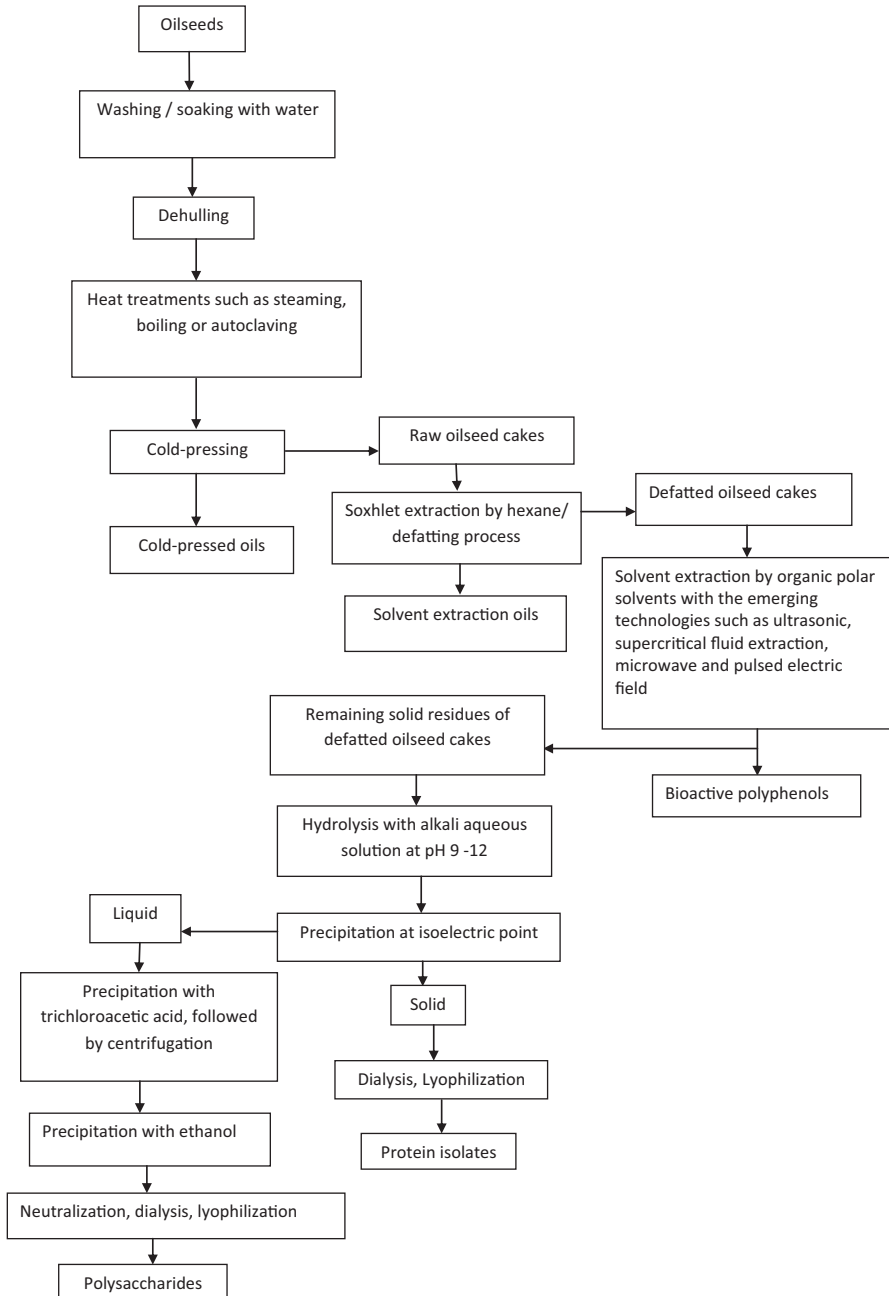 Oilseeds
Washing / soaking with water
Dehulling
Heat treatments such as steaming,
boiling or autoclaving
Cold-pressing
Raw oilseed cakes
Cold-pressed oils
Soxhlet extraction by hexane/
defatting process
Defatted oilseed cakes
Solvent extraction oils
Solvent extraction by organic polar
solvents with the emerging
technologies such as ultrasonic,
supercritical fluid extraction,
microwave and pulsed electric
field
Remaining solid residues of
defatted oilseed cakes
Bioactive polyphenols
Hydrolysis with alkali aqueous
solution at pH 9 -12
Precipitation at isoelectric point
Liquid
Solid
Precipitation with
trichloroacetic acid, followed
by centrifugation
Dialysis, Lyophilization
Precipitation with ethanol
Protein isolates
Neutralization, dialysis, lyophilization
Polysaccharides